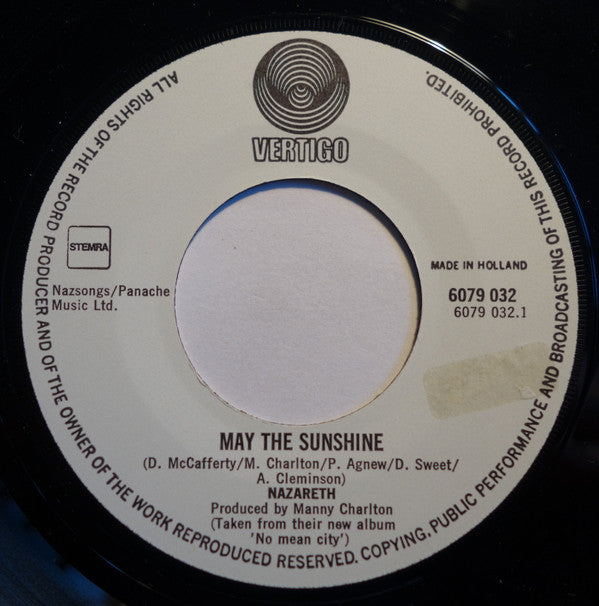 ALL RIGHTS OF THE RECORD PRODUCER AND OF THE OWNER OF THE WORK REPRODUCED RESERVED. COPYING, PUBLIC PERFORMANCE AND BROADCASTING OF THIS RECORD PROHIBITED.
VERTIGO
STEMRA
Nazsongs/Panache
Music Ltd.
MADE IN HOLLAND
6079 032
6079 032.1
MAY THE SUNSHINE
(D. McCafferty/M. Charlton/P. Agnew/D. Sweet/
A. Cleminson)
NAZARETH
Produced by Manny Charlton
(Taken from their new album
'No mean city')